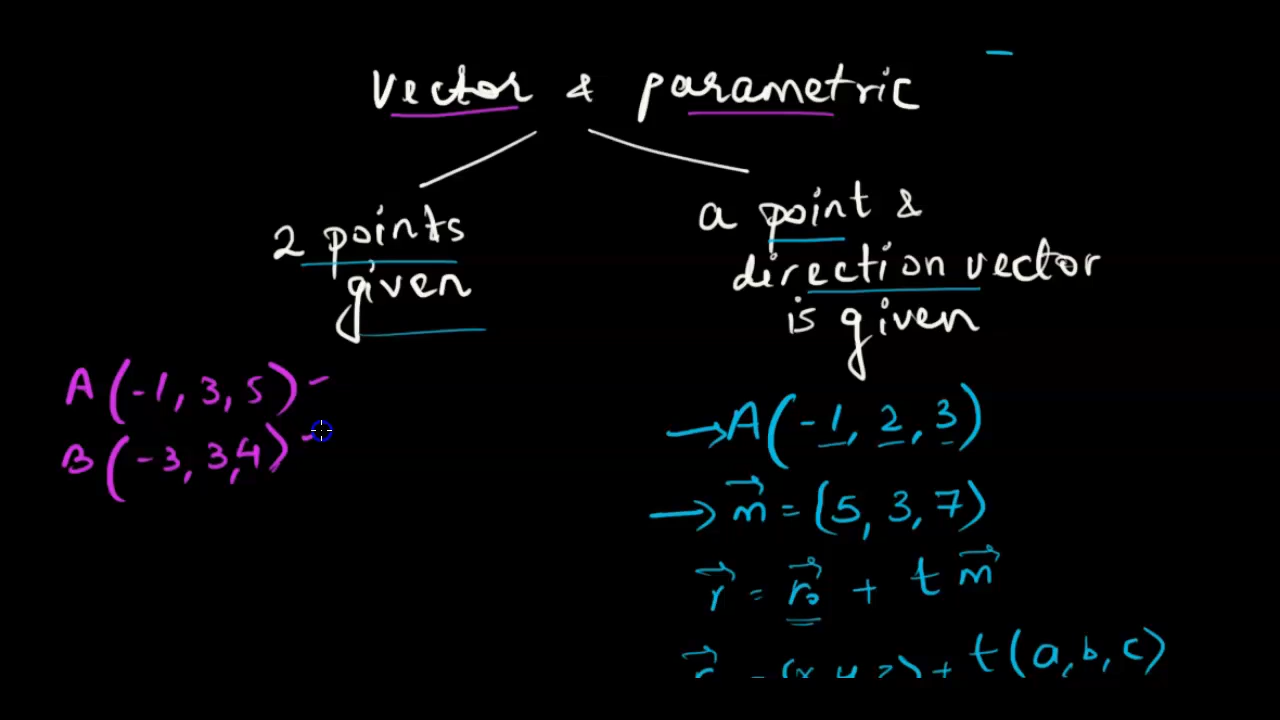 vector & parametric
2 points
given
a point &
direction vector
is given
A(-1, 3, 5) -
B(-3, 3, 4) -
→ A(-1, 2, 3)
→ m⃗ = (5, 3, 7)
r⃗ = r⃗₀ + t m⃗
r⃗ = (x, y, z) + t(a, b, c)